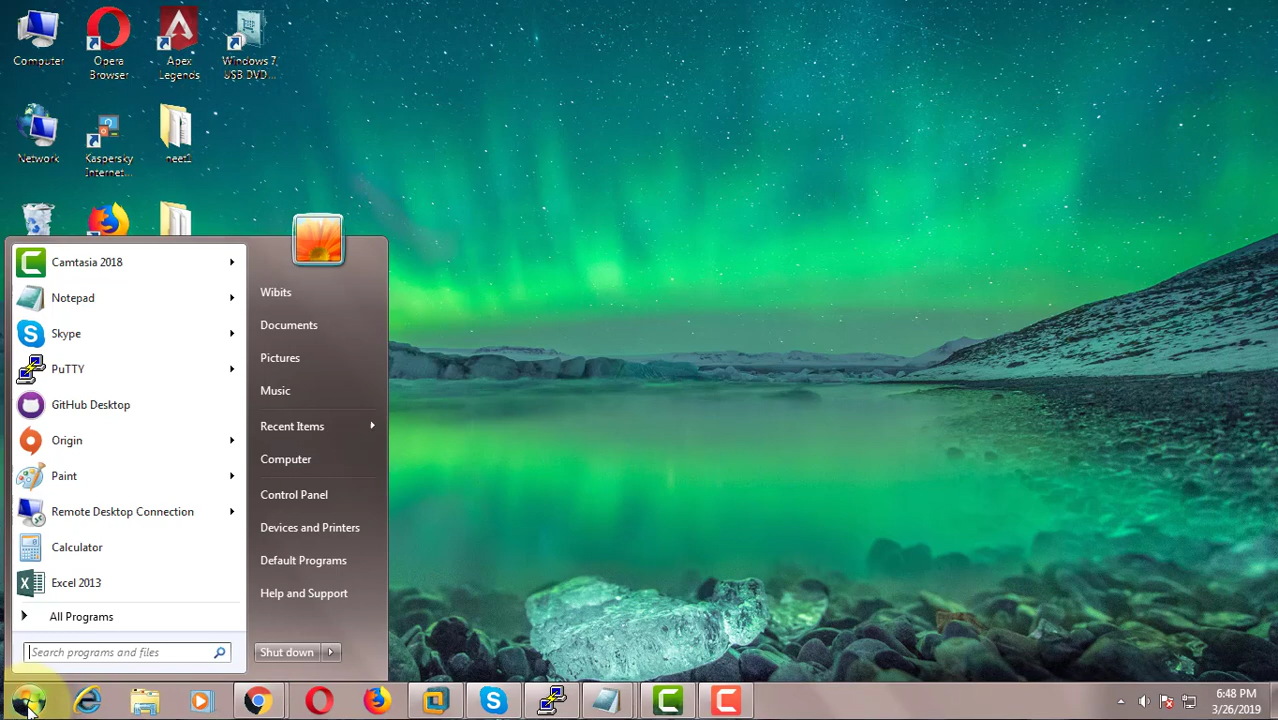 Computer
Opera
Browser
Apex
Legends
Windows 7
USB DVD...
Network
Kaspersky
Internet...
neet1
Camtasia 2018
Notepad
Skype
PuTTY
GitHub Desktop
Origin
Paint
Remote Desktop Connection
Calculator
Excel 2013
All Programs
Search programs and files
Wibits
Documents
Pictures
Music
Recent Items
Computer
Control Panel
Devices and Printers
Default Programs
Help and Support
Shut down
6:48 PM
3/26/2019